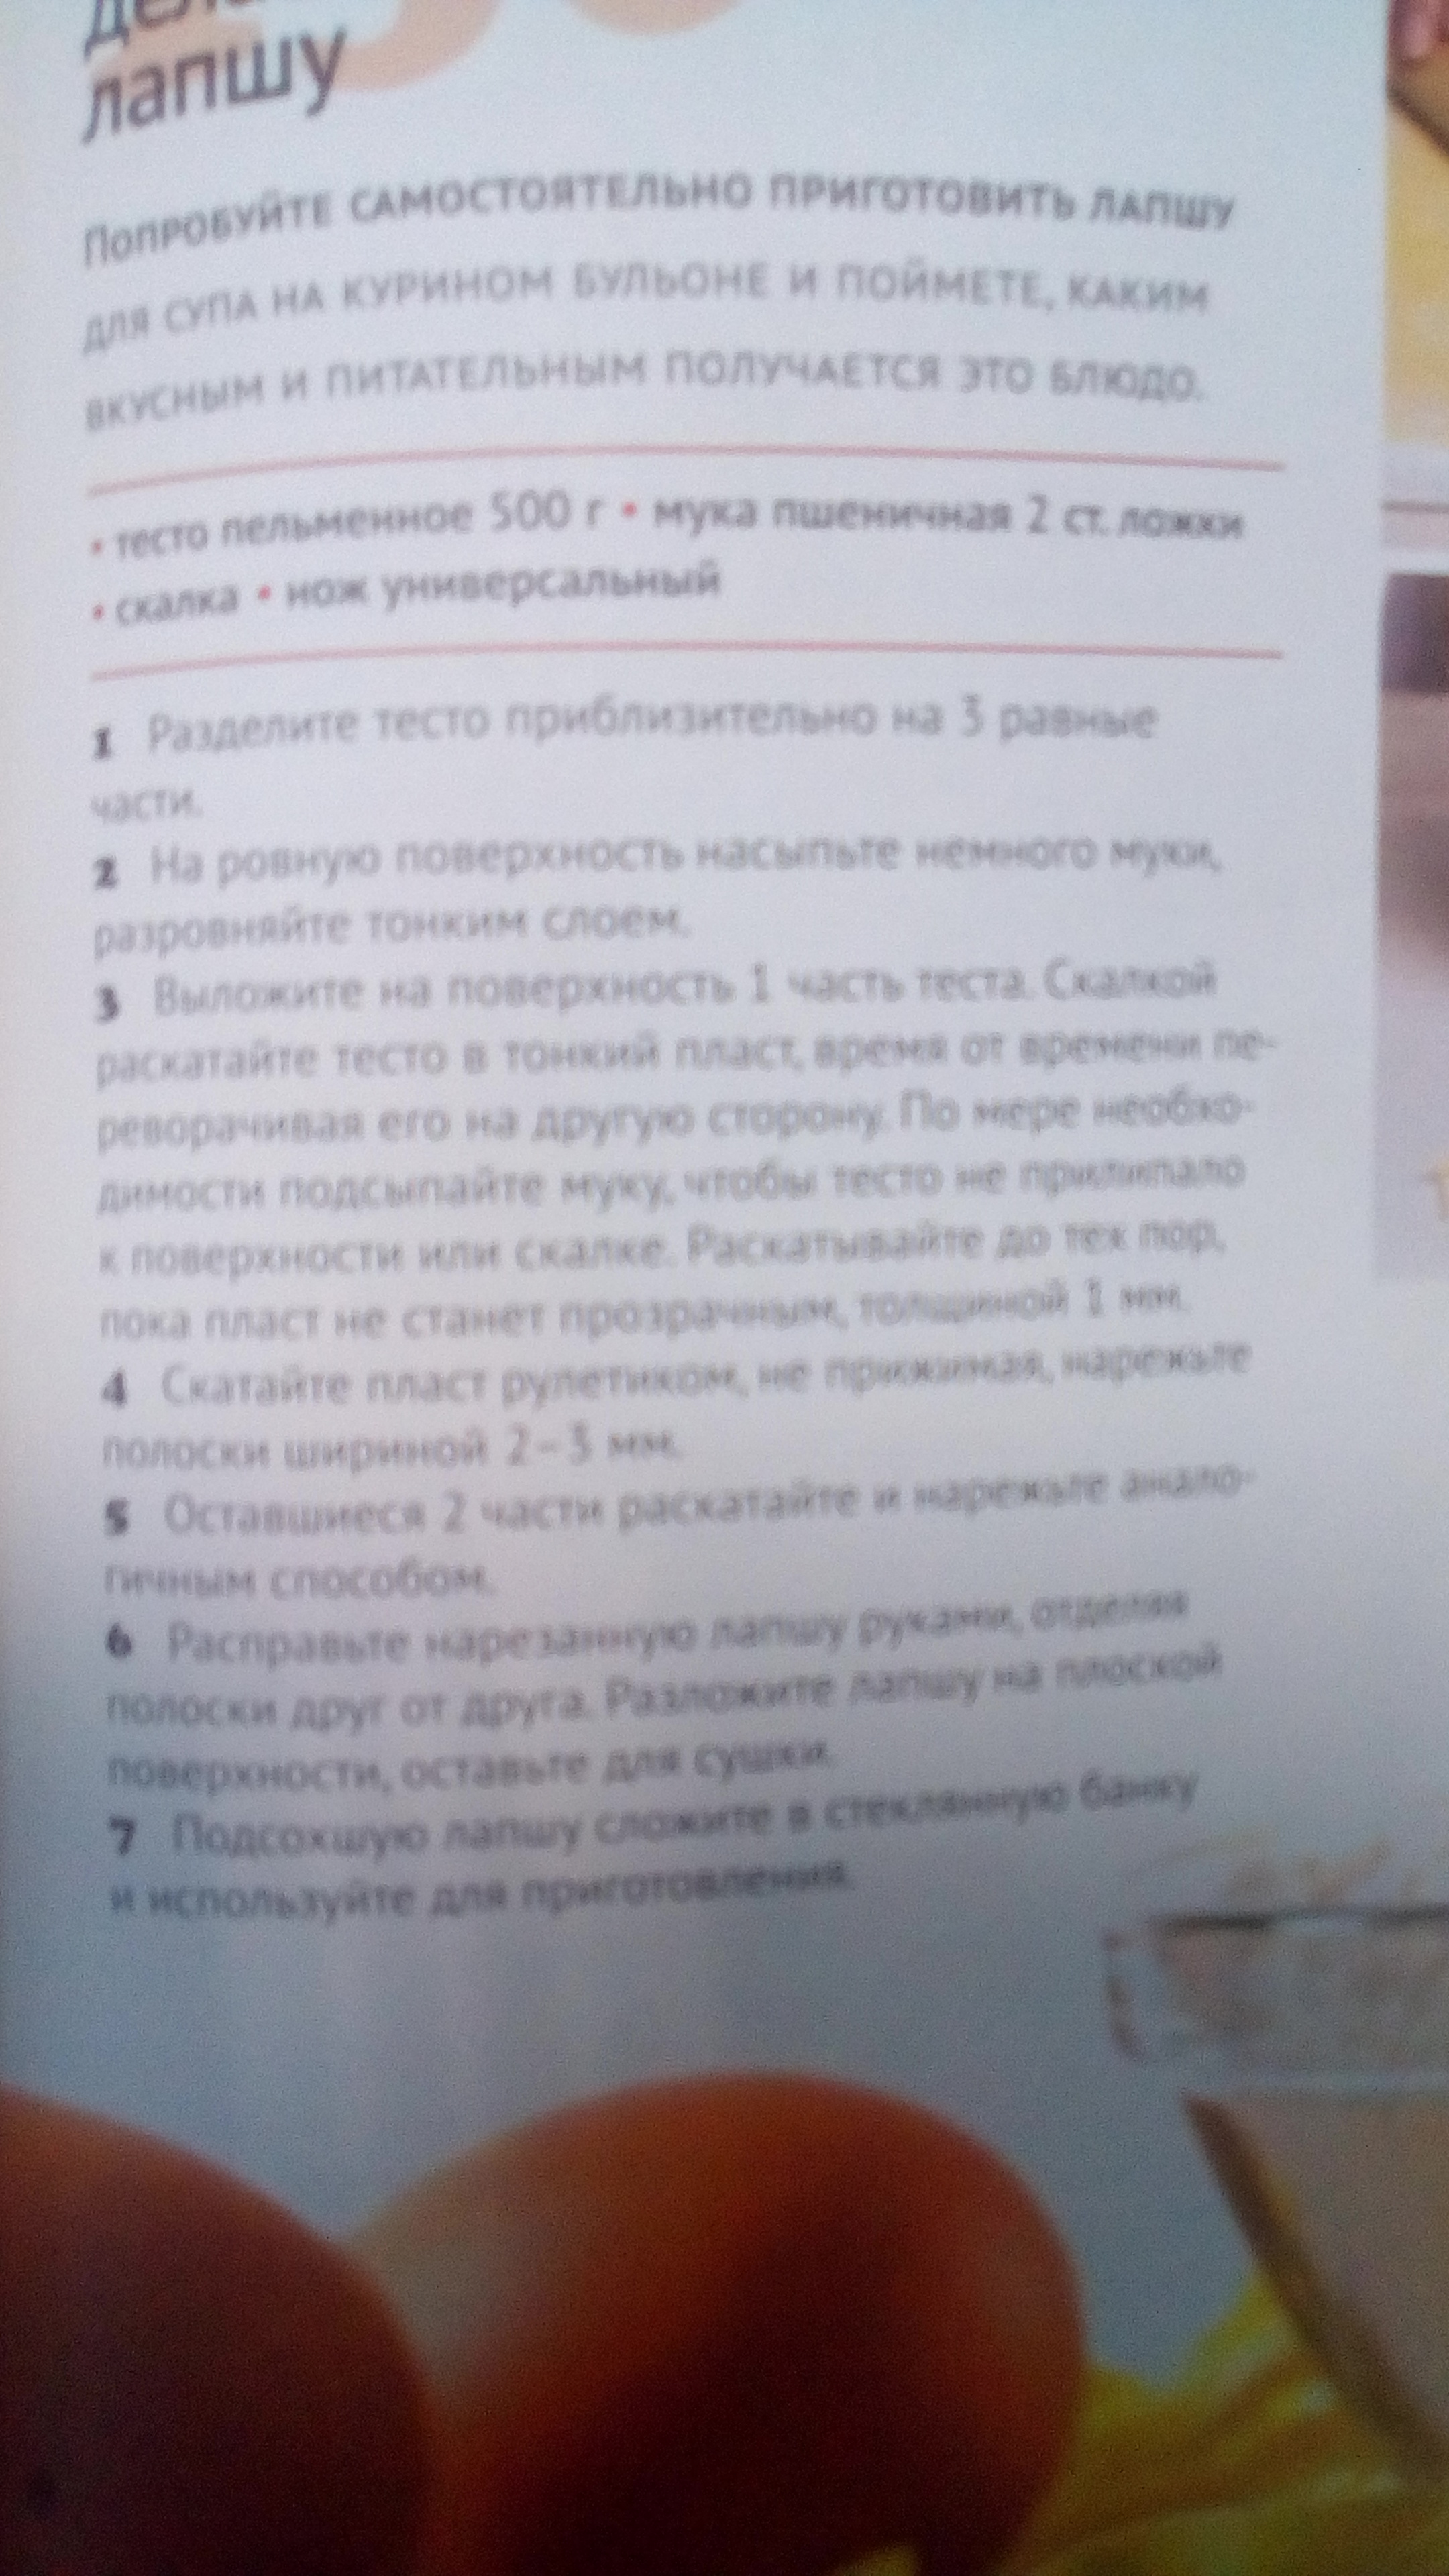 лапшу
Попробуйте самостоятельно приготовить лапшу
для супа на курином бульоне и поймете, каким
вкусным и питательным получается это блюдо.
• тесто пельменное 500 г • мука пшеничная 2 ст. ложки
• скалка • нож универсальный
1 Разделите тесто приблизительно на 3 равные
части.
2 На ровную поверхность насыпьте немного муки,
разровняйте тонким слоем.
3 Выложите на поверхность 1 часть теста. Скалкой
раскатайте тесто в тонкий пласт, время от времени пе-
реворачивая его на другую сторону. По мере необхо-
димости подсыпайте муку, чтобы тесто не прилипало
к поверхности или скалке. Раскатывайте до тех пор,
пока пласт не станет прозрачным, толщиной 1 мм.
4 Скатайте пласт рулетиком, не прижимая, нарежьте
полоски шириной 2–3 мм.
5 Оставшиеся 2 части раскатайте и нарежьте анало-
гичным способом.
6 Расправьте нарезанную лапшу руками, отделяя
полоски друг от друга. Разложите лапшу на плоской
поверхности, оставьте для сушки.
7 Подсохшую лапшу сложите в стеклянную банку
и используйте для приготовления.